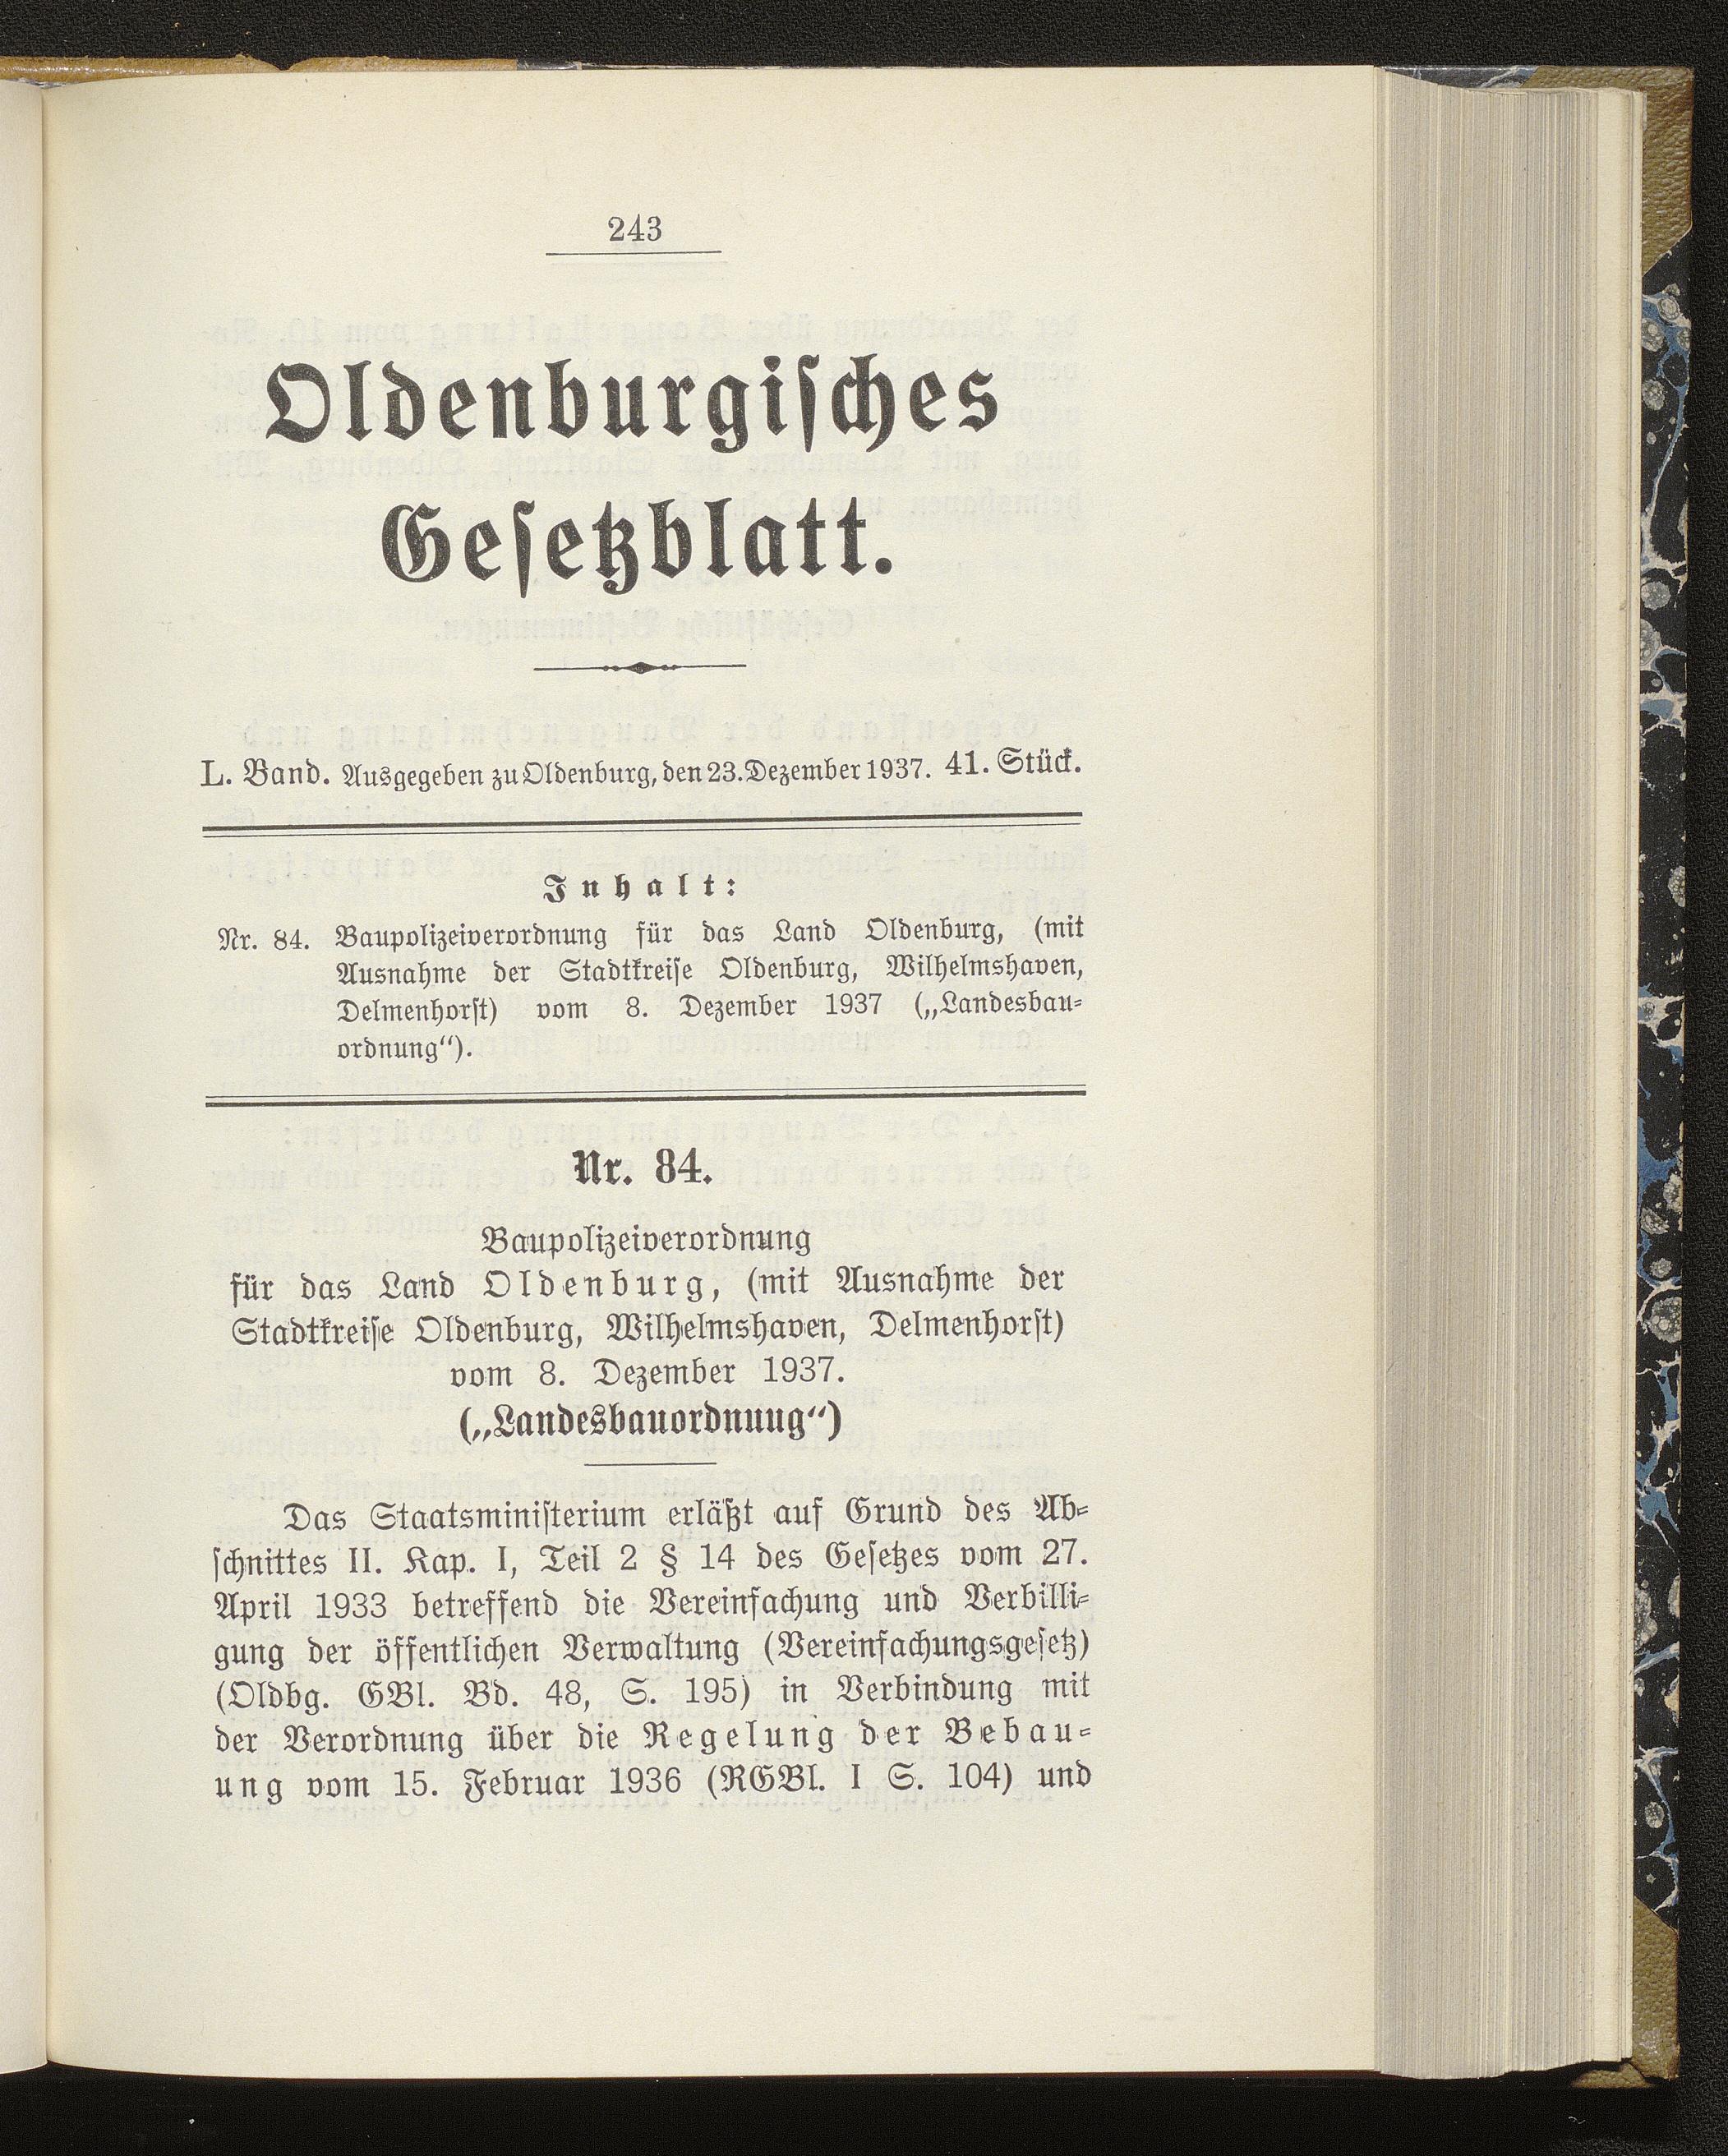 243
Oldenburgisches
Gesetzblatt.
L. Band. Ausgegeben zu Oldenburg, den 23. Dezember 1937. 41. Stück.
Inhalt:
Nr. 84. Baupolizeiverordnung für das Land Oldenburg, (mit
Ausnahme der Stadtkreise Oldenburg, Wilhelmshaven,
Delmenhorst) vom 8. Dezember 1937 („Landesbau-
ordnung“).
Nr. 84.
Baupolizeiverordnung
für das Land Oldenburg, (mit Ausnahme der
Stadtkreise Oldenburg, Wilhelmshaven, Delmenhorst)
vom 8. Dezember 1937.
(„Landesbauordnung“)
Das Staatsministerium erläßt auf Grund des Ab-
schnittes II. Kap. I, Teil 2 § 14 des Gesetzes vom 27.
April 1933 betreffend die Vereinfachung und Verbilli-
gung der öffentlichen Verwaltung (Vereinfachungsgesetz)
(Oldbg. GBl. Bd. 48, S. 195) in Verbindung mit
der Verordnung über die Regelung der Bebau-
ung vom 15. Februar 1936 (RGBl. I S. 104) und